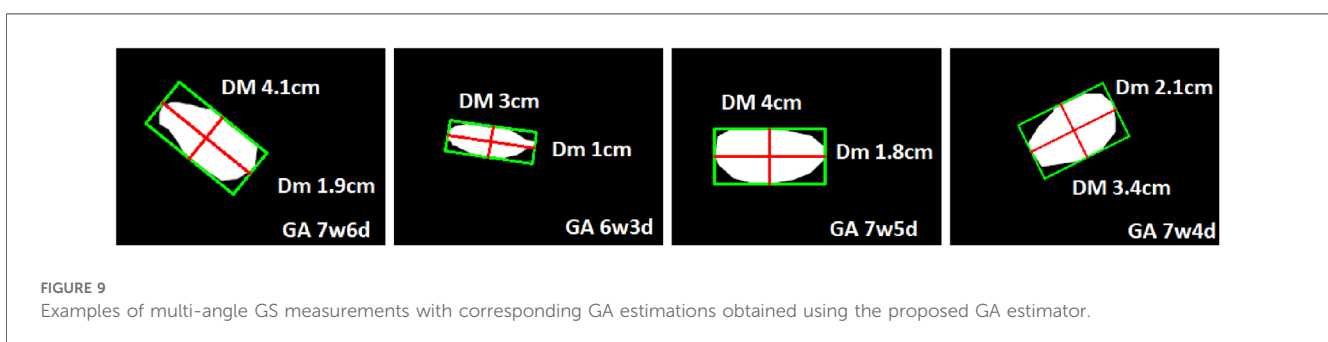 DM 4.1cm
Dm 1.9cm
GA 7w6d
DM 3cm
Dm 1cm
GA 6w3d
DM 4cm
Dm 1.8cm
GA 7w5d
Dm 2.1cm
DM 3.4cm
GA 7w4d
FIGURE 9
Examples of multi-angle GS measurements with corresponding GA estimations obtained using the proposed GA estimator.